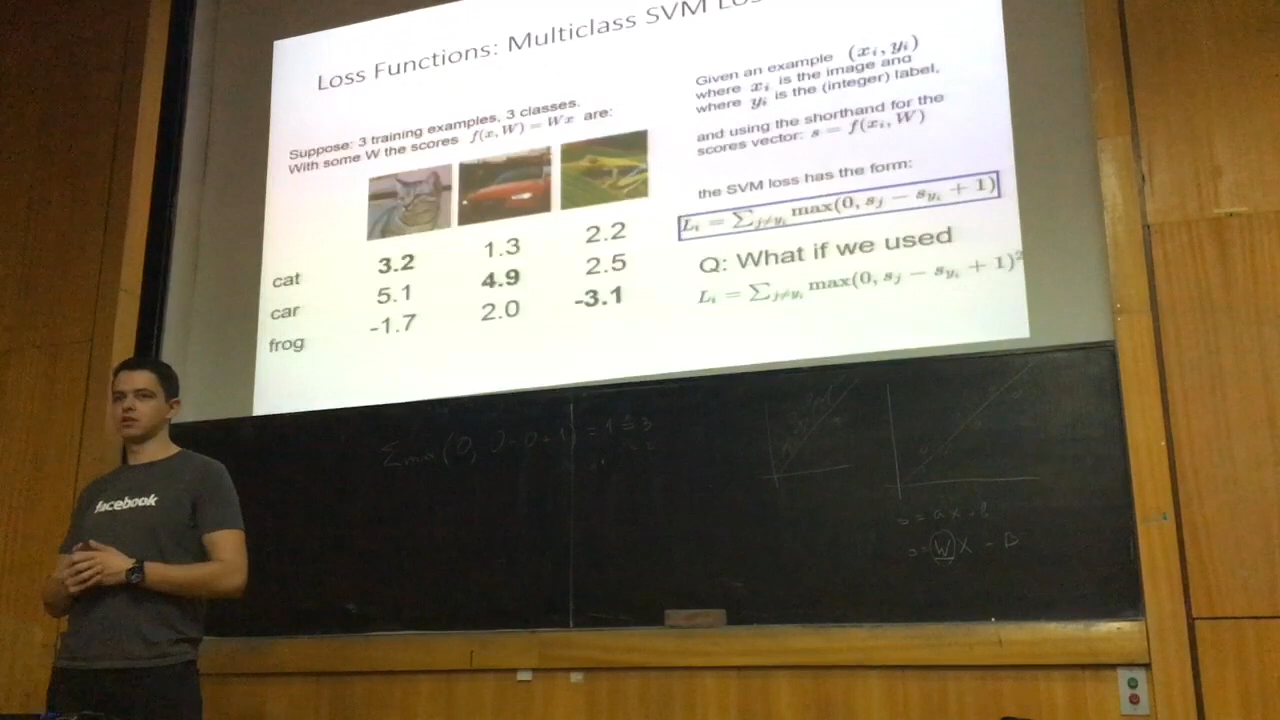 Loss Functions: Multiclass SVM
Suppose: 3 training examples, 3 classes.
With some W the scores f(x, W) = Wx are:
cat 3.2 1.3 2.2
car 5.1 4.9 2.5
frog -1.7 2.0 -3.1
Given an example (xᵢ, yᵢ)
where xᵢ is the image and
where yᵢ is the (integer) label,
and using the shorthand for the
scores vector: s = f(xᵢ, W)
the SVM loss has the form:
Lᵢ = ∑_{j≠yᵢ} max(0, sⱼ − s_{yᵢ} + 1)
Q: What if we used
Lᵢ = ∑_{j≠yᵢ} max(0, sⱼ − s_{yᵢ} + 1)²
facebook